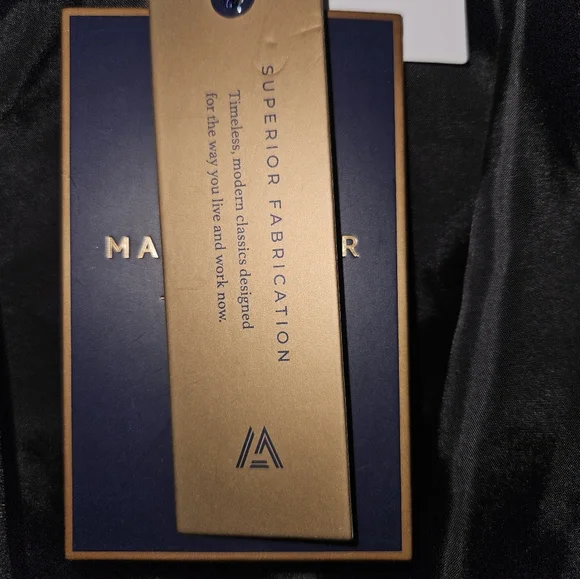 SUPERIOR FABRICATION
Timeless, modern classics designed
for the way you live and work now.
MA
R